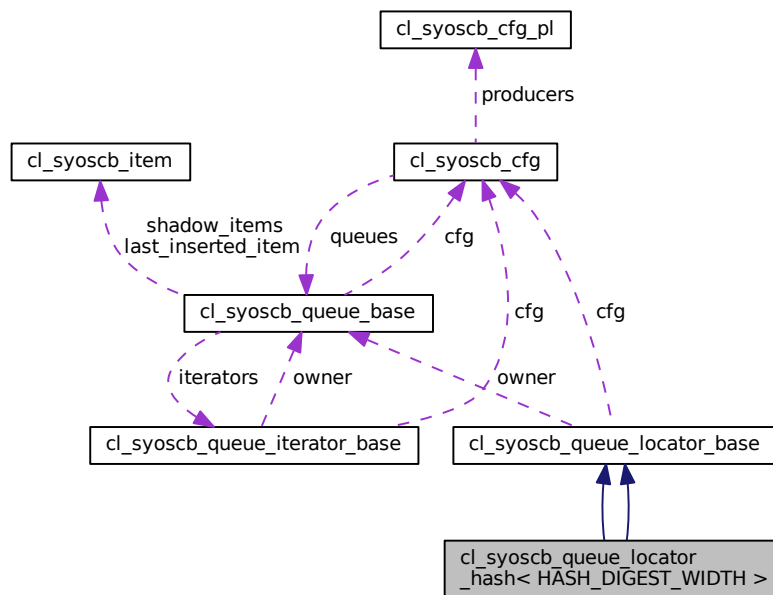 cl_syoscb_cfg_pl
producers
cl_syoscb_item
cl_syoscb_cfg
shadow_items
last_inserted_item
queues
cfg
cl_syoscb_queue_base
cfg
cfg
iterators
owner
owner
cl_syoscb_queue_iterator_base
cl_syoscb_queue_locator_base
cl_syoscb_queue_locator
_hash< HASH_DIGEST_WIDTH >